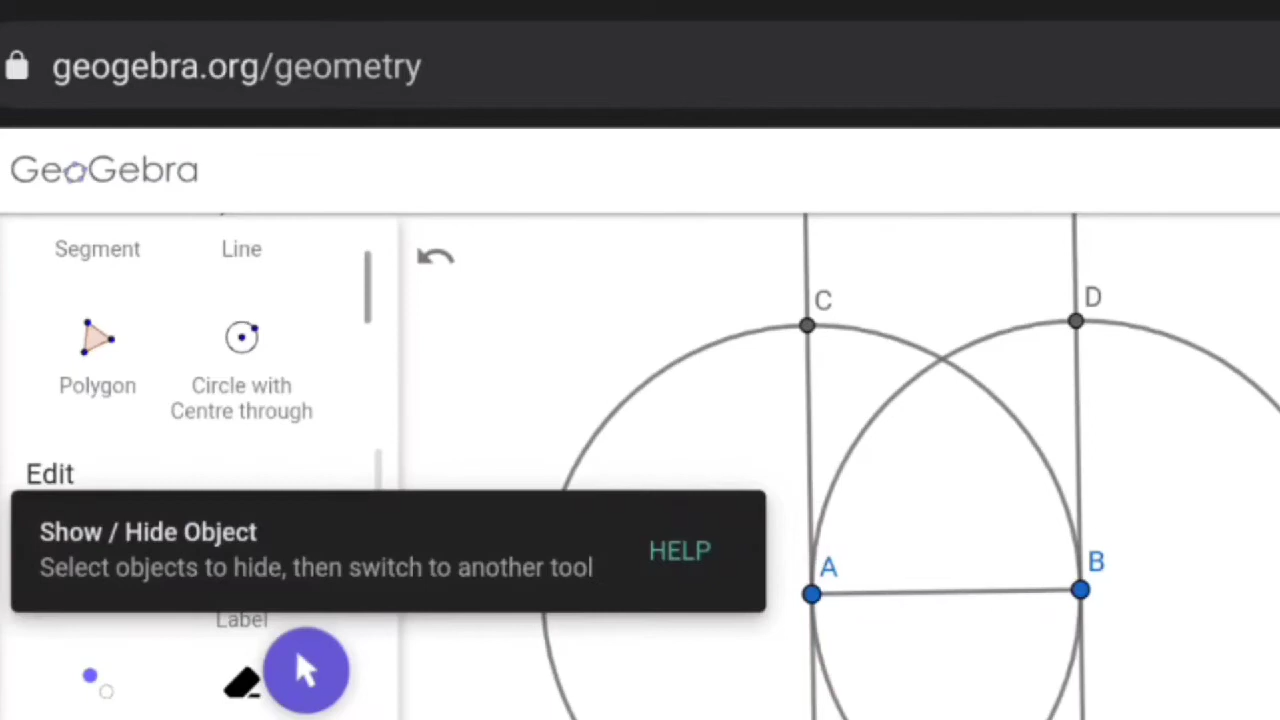 geogebra.org/geometry
GeoGebra
Segment
Line
C
D
Polygon
Circle with
Centre through
Edit
Show / Hide Object
Select objects to hide, then switch to another tool
HELP
A
B
Label